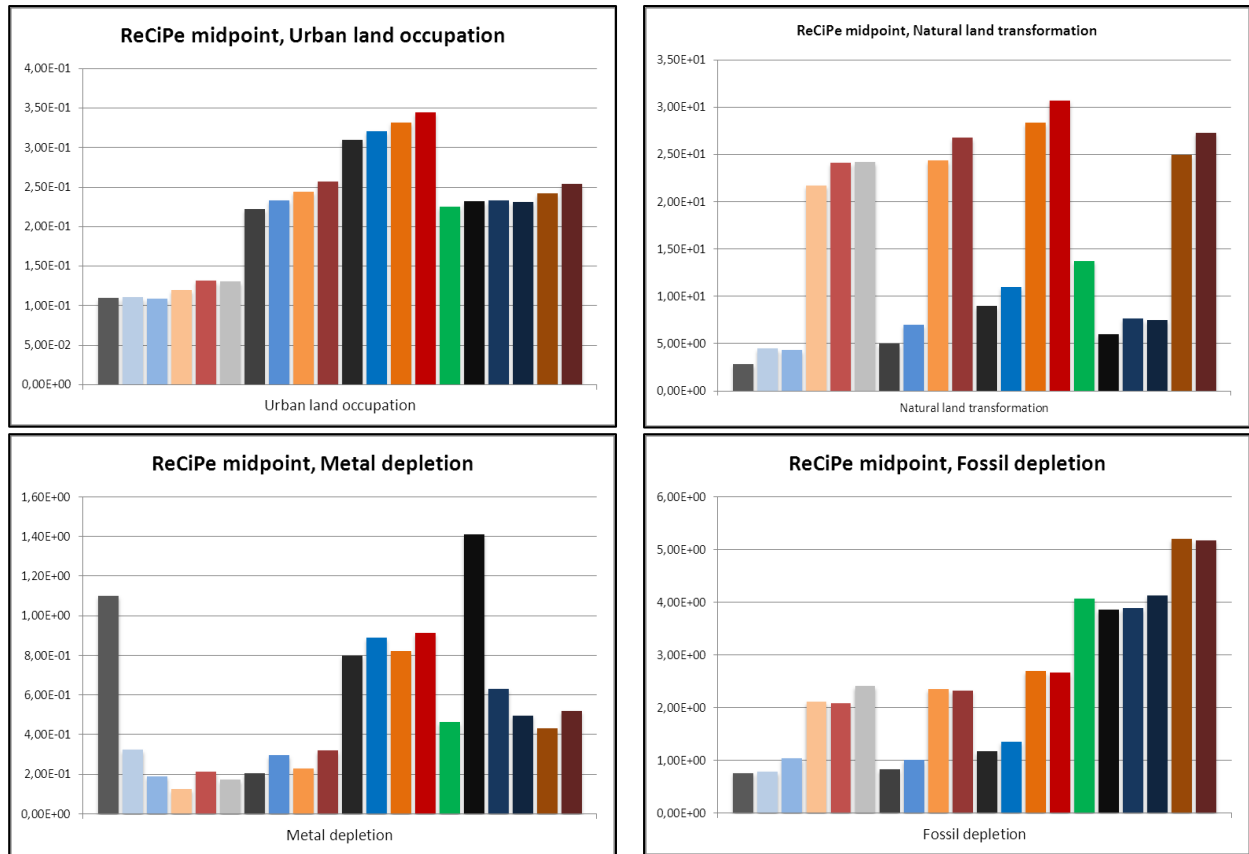 ReCiPe midpoint, Urban land occupation
4,00E-01
3,50E-01
3,00E-01
2,50E-01
2,00E-01
1,50E-01
1,00E-01
5,00E-02
0,00E+00
Urban land occupation
ReCiPe midpoint, Natural land transformation
3,50E+01
3,00E+01
2,50E+01
2,00E+01
1,50E+01
1,00E+01
5,00E+00
0,00E+00
Natural land transformation
ReCiPe midpoint, Metal depletion
1,60E+00
1,40E+00
1,20E+00
1,00E+00
8,00E-01
6,00E-01
4,00E-01
2,00E-01
0,00E+00
Metal depletion
ReCiPe midpoint, Fossil depletion
6,00E+00
5,00E+00
4,00E+00
3,00E+00
2,00E+00
1,00E+00
0,00E+00
Fossil depletion